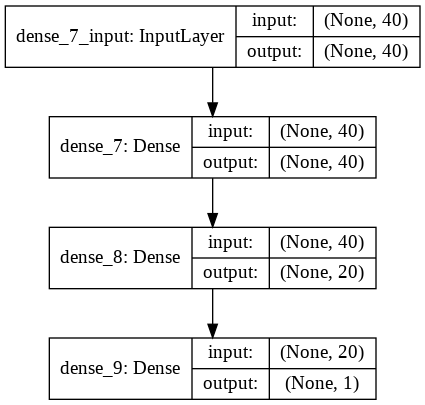 dense_7_input: InputLayer
input: (None, 40)
output: (None, 40)
dense_7: Dense
input: (None, 40)
output: (None, 40)
dense_8: Dense
input: (None, 40)
output: (None, 20)
dense_9: Dense
input: (None, 20)
output: (None, 1)